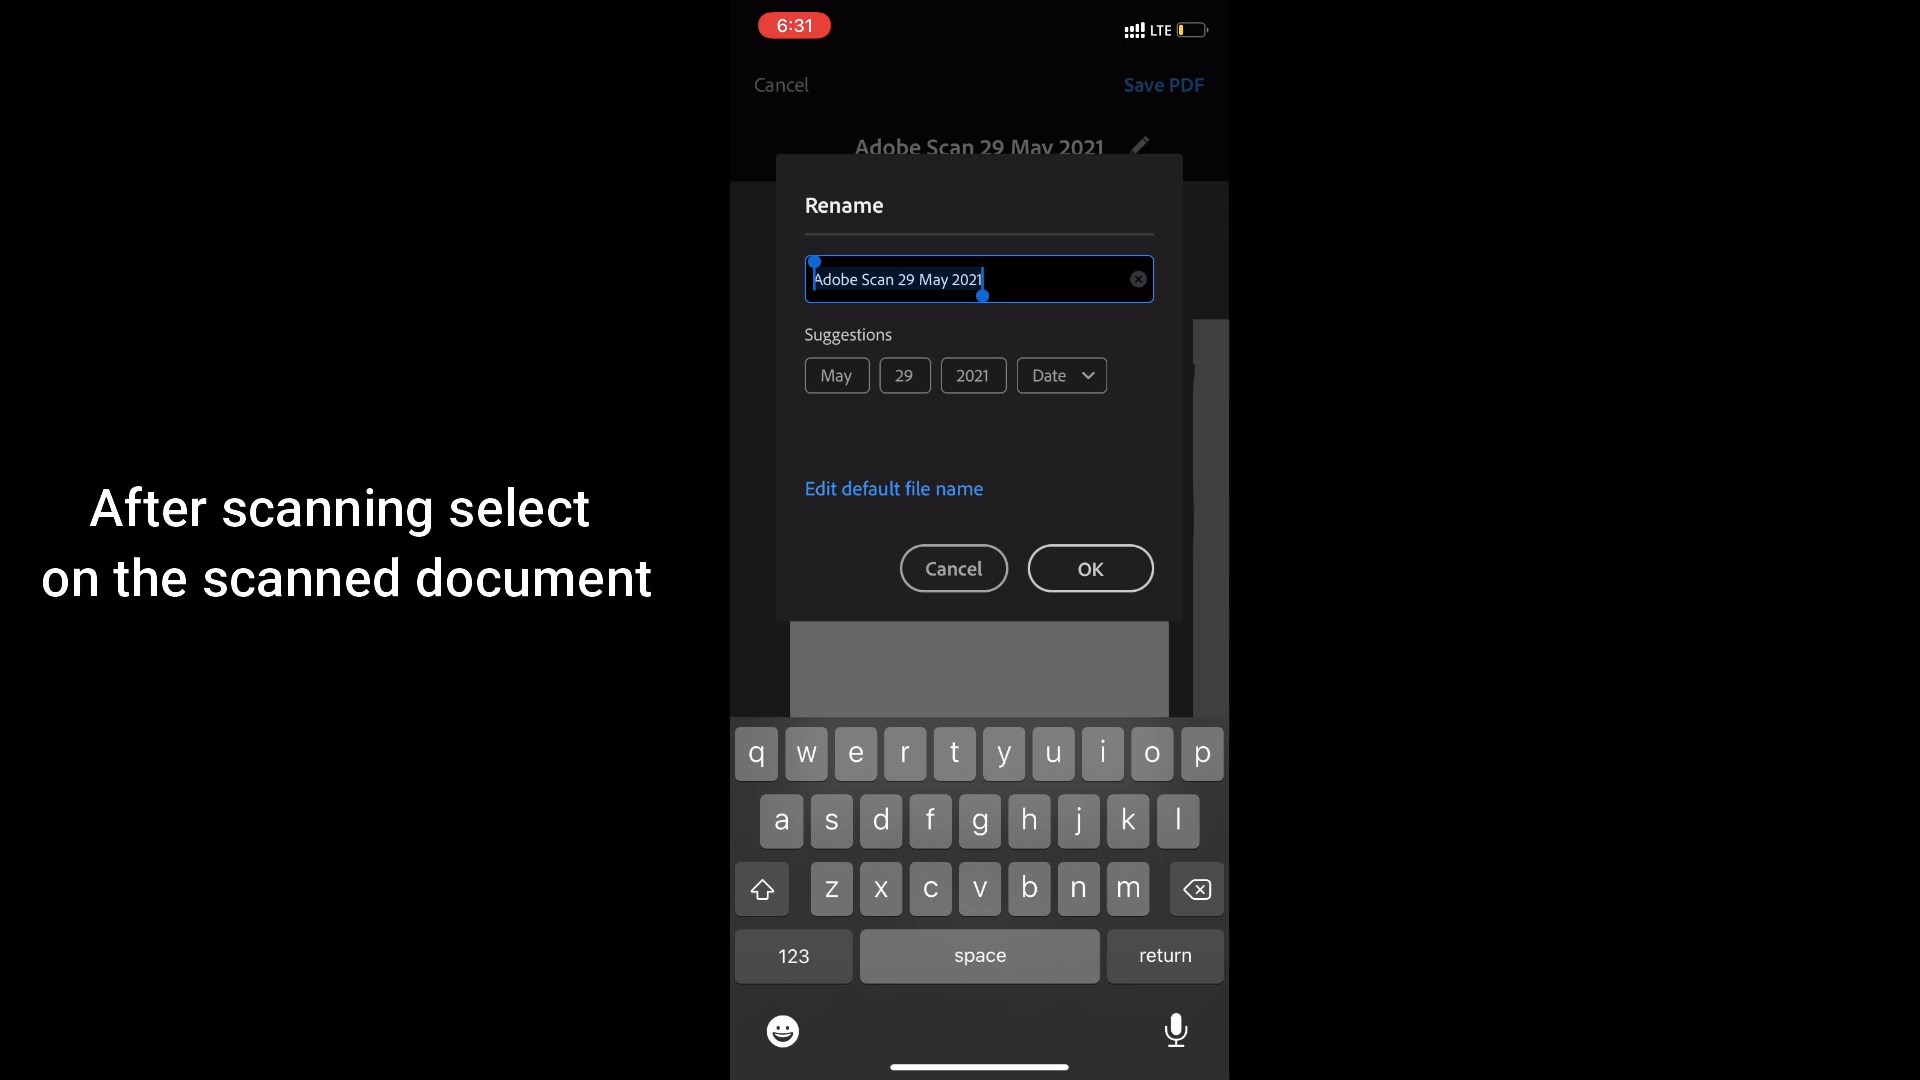 6:31
LTE
Cancel
Save PDF
Adobe Scan 29 May 2021
Rename
Adobe Scan 29 May 2021
Suggestions
May 29 2021 Date
Edit default file name
Cancel OK
After scanning select
on the scanned document
q w e r t y u i o p
a s d f g h j k l
z x c v b n m
123 space return